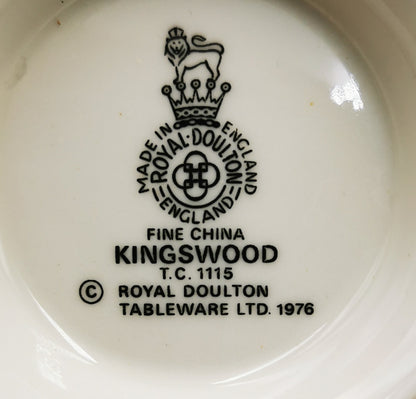 MADE IN ENGLAND
ROYAL·DOULTON
ENGLAND
FINE CHINA
KINGSWOOD
T.C. 1115
© ROYAL DOULTON
TABLEWARE LTD. 1976